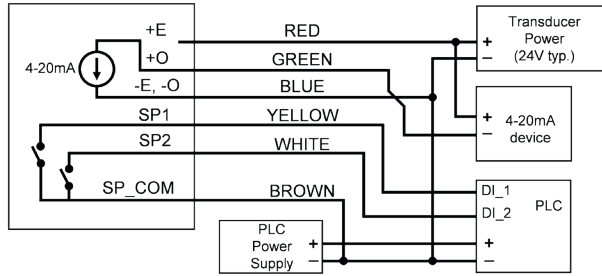 +E
RED
Transducer
Power
(24V typ.)
+
−
4-20mA
+O
GREEN
-E, -O
BLUE
SP1
YELLOW
+
4-20mA
−
device
SP2
WHITE
SP_COM
BROWN
DI_1
PLC
DI_2
+
−
PLC
Power
Supply
+
−